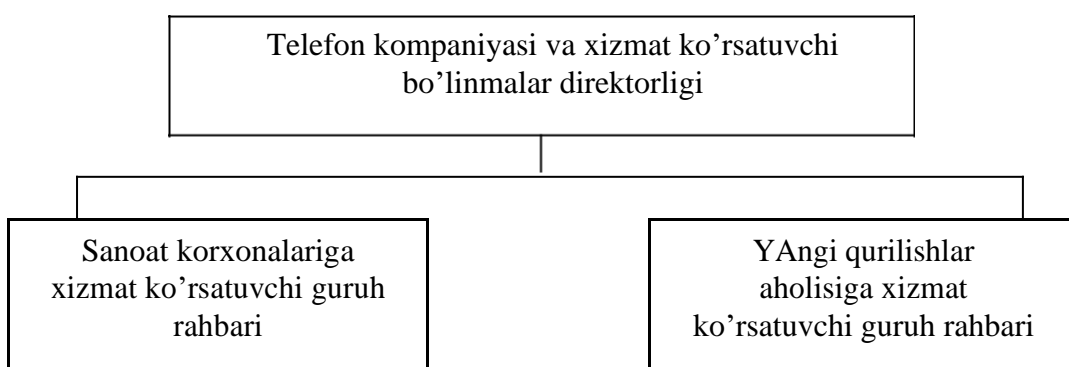 Telefon kompaniyasi va xizmat ko’rsatuvchi
bo’linmalar direktorligi
Sanoat korxonalariga
xizmat ko’rsatuvchi guruh
rahbari
YAngi qurilishlar
aholisiga xizmat
ko’rsatuvchi guruh rahbari